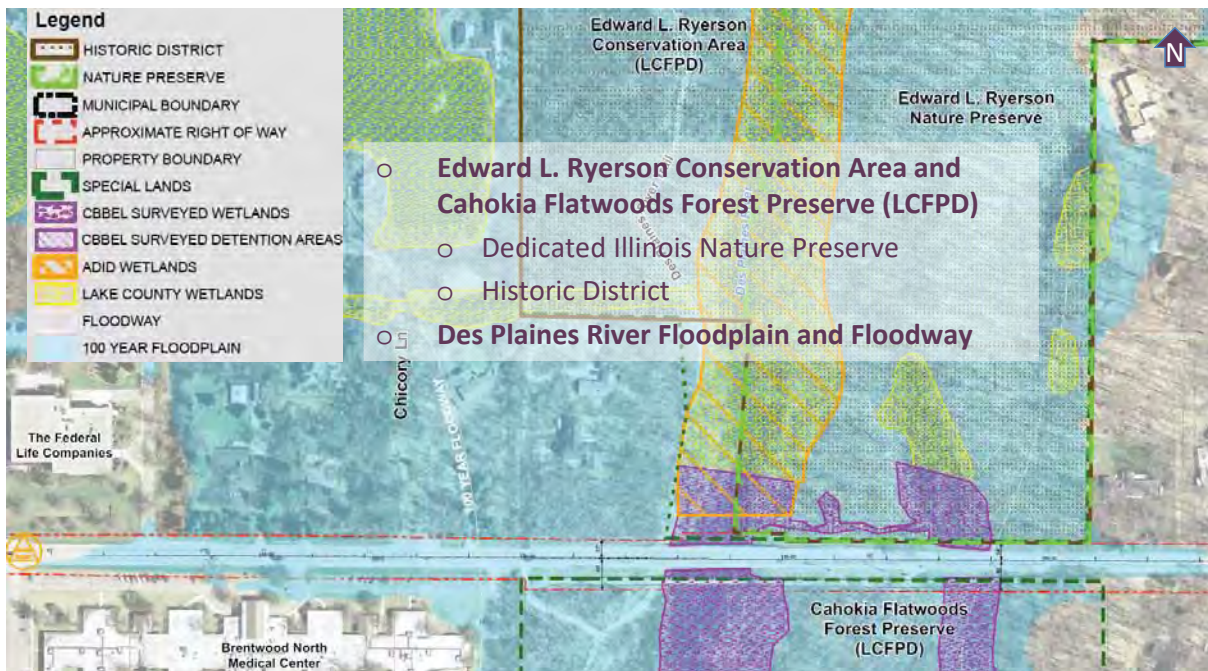 Legend
HISTORIC DISTRICT
NATURE PRESERVE
MUNICIPAL BOUNDARY
APPROXIMATE RIGHT OF WAY
PROPERTY BOUNDARY
SPECIAL LANDS
CBBEL SURVEYED WETLANDS
CBBEL SURVEYED DETENTION AREAS
ADID WETLANDS
LAKE COUNTY WETLANDS
FLOODWAY
100 YEAR FLOODPLAIN
Edward L. Ryerson
Conservation Area
(LCFPD)
N
Edward L. Ryerson
Nature Preserve
o Edward L. Ryerson Conservation Area and
Cahokia Flatwoods Forest Preserve (LCFPD)
o Dedicated Illinois Nature Preserve
o Historic District
o Des Plaines River Floodplain and Floodway
Des Plaines River
Chicony Ln
100 YEAR FLOODWAY
The Federal
Life Companies
Brentwood North
Medical Center
Cahokia Flatwoods
Forest Preserve
(LCFPD)